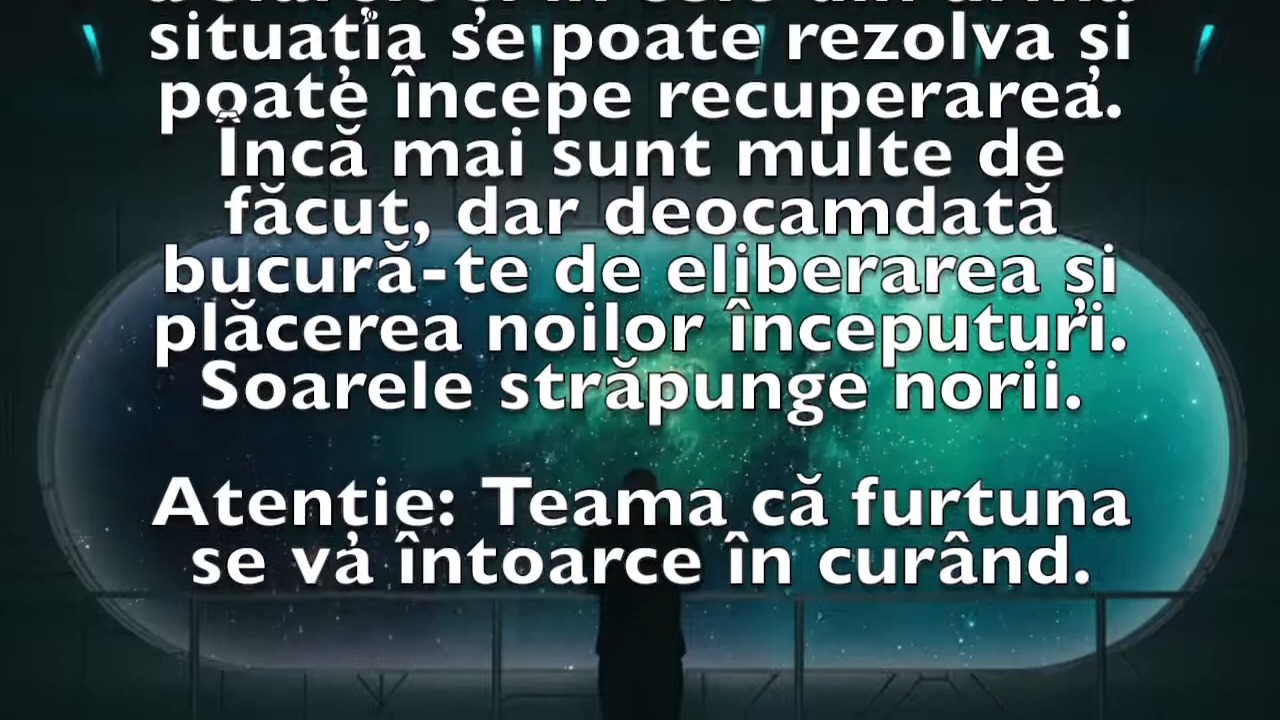 situația se poate rezolva și
poate începe recuperarea.
Încă mai sunt multe de
făcut, dar deocamdată
bucură-te de eliberarea și
plăcerea noilor începuturi.
Soarele străpunge norii.
Atenție: Teama că furtuna
se va întoarce în curând.